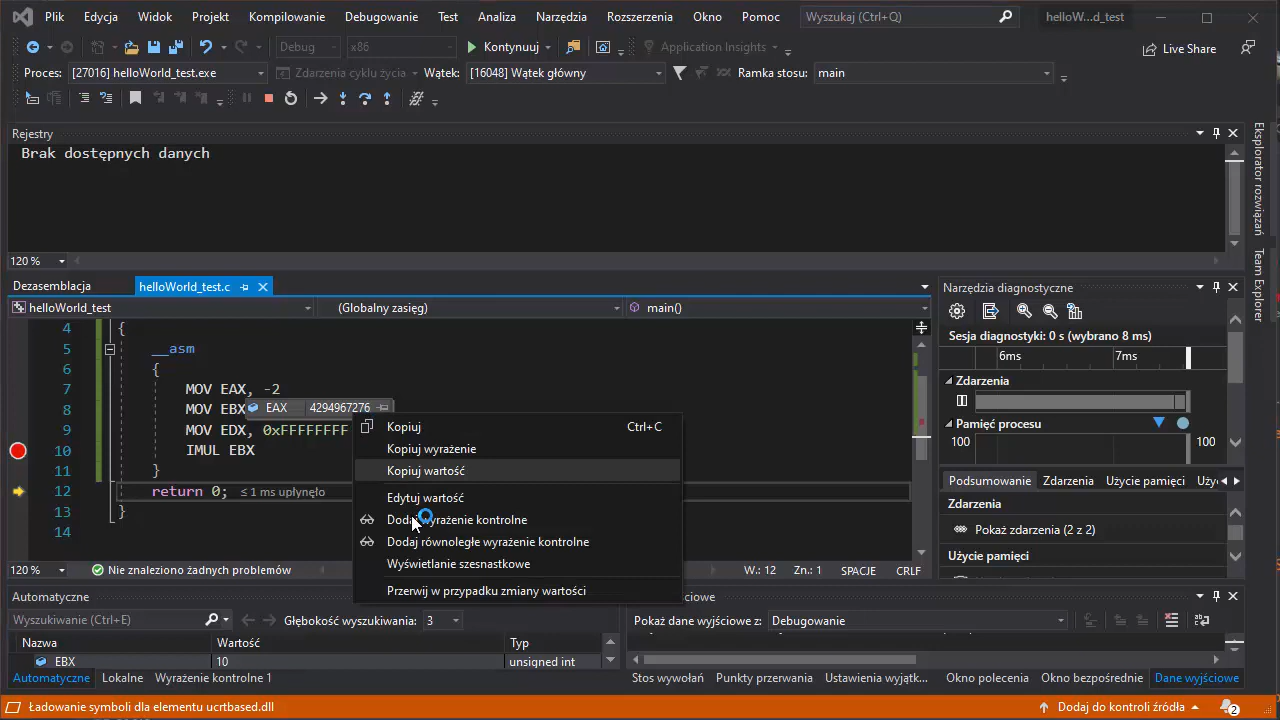 Plik Edycja Widok Projekt Kompilowanie Debugowanie Test Analiza Narzędzia Rozszerzenia Okno Pomoc Wyszukaj (Ctrl+Q) helloW...d_test
Debug x86 Kontynuuj Application Insights Live Share
Proces: [27016] helloWorld_test.exe Zdarzenia cyklu życia Wątek: [16048] Wątek główny Ramka stosu: main
Rejestry
Brak dostępnych danych
120 %
Eksplorator rozwiązań
Team Explorer
Dezasemblacja helloWorld_test.c
helloWorld_test (Globalny zasięg) main()
4 {
5 __asm
6 {
7 MOV EAX, -2
8 MOV EBX
EAX 4294967276
9 MOV EDX, 0xFFFFFFFF
10 IMUL EBX
11 }
12 return 0; ≤ 1 ms upłynęło
13 }
14
Kopiuj Ctrl+C
Kopiuj wyrażenie
Kopiuj wartość
Edytuj wartość
Dodaj wyrażenie kontrolne
Dodaj równoległe wyrażenie kontrolne
Wyświetlanie szesnastkowe
Przerwij w przypadku zmiany wartości
120 % Nie znaleziono żadnych problemów W.: 12 Zn.: 1 SPACJE CRLF
Narzędzia diagnostyczne
Sesja diagnostyki: 0 s (wybrano 8 ms)
6ms 7ms
Zdarzenia
Pamięć procesu
100 100
Podsumowanie Zdarzenia Użycie pamięci Uży
Zdarzenia
Pokaż zdarzenia (2 z 2)
Użycie pamięci
Automatyczne
Wyszukiwanie (Ctrl+E) Głębokość wyszukiwania: 3
Nazwa Wartość Typ
EBX 10 unsigned int
Automatyczne Lokalne Wyrażenie kontrolne 1
ściowe
Pokaż dane wyjściowe z: Debugowanie
Stos wywołań Punkty przerwania Ustawienia wyjątk... Okno polecenia Okno bezpośrednie Dane wyjściowe
Ładowanie symboli dla elementu ucrtbased.dll Dodaj do kontroli źródła 2